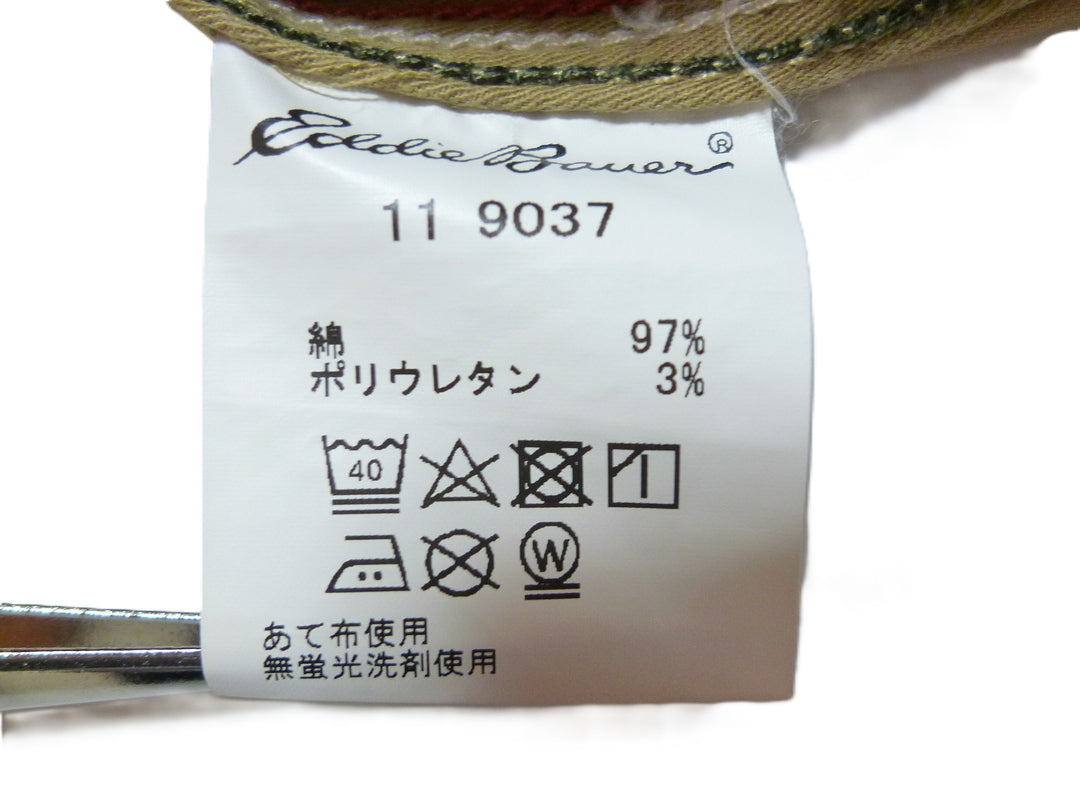 Eddie Bauer ®
11 9037
綿 97%
ポリウレタン 3%
40
W
あて布使用
無蛍光洗剤使用